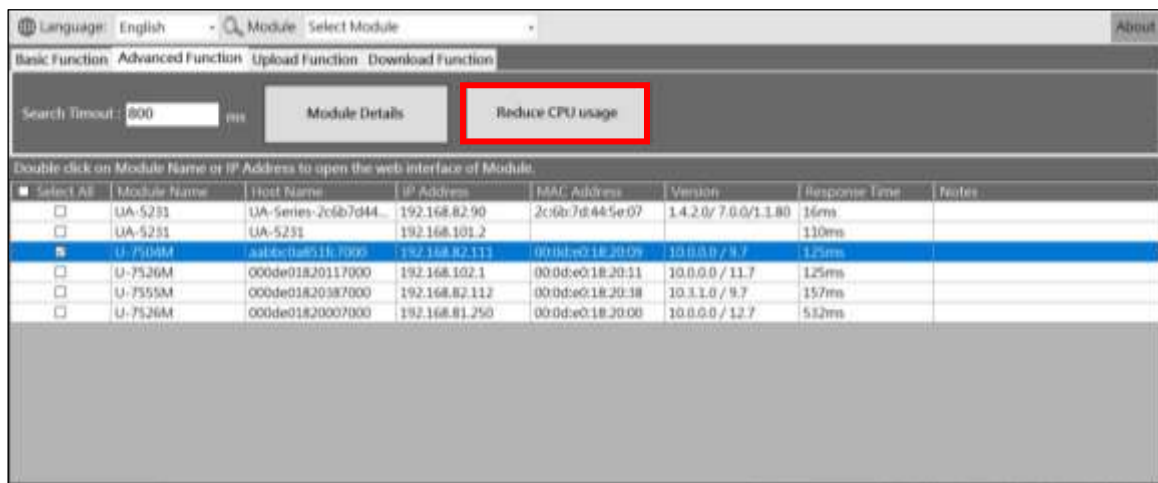 Language: English Module Select Module About
Basic Function Advanced Function Upload Function Download Function
Search Timout : 800 ms Module Details Reduce CPU usage
Double click on Module Name or IP Address to open the web interface of Module.
Select All Module Name Host Name IP Address MAC Address Version Response Time Notes
UA-5231 UA-Series-2c6b7d44... 192.168.82.90 2c:6b:7d:44:5e:07 1.4.2.0/ 7.0.0/1.1.80 16ms
UA-5231 UA-5231 192.168.101.2 110ms
U-7504M 192.168.82.111 00:0d:e0:18:20:09 10.0.0.0 / 9.7 125ms
U-7526M 000de01820117000 192.168.102.1 00:0d:e0:18:20:11 10.0.0.0 / 11.7 125ms
U-7555M 000de01820387000 192.168.82.112 00:0d:e0:18:20:38 10.3.1.0 / 9.7 157ms
U-7526M 000de01820007000 192.168.81.250 00:0d:e0:18:20:00 10.0.0.0 / 12.7 532ms